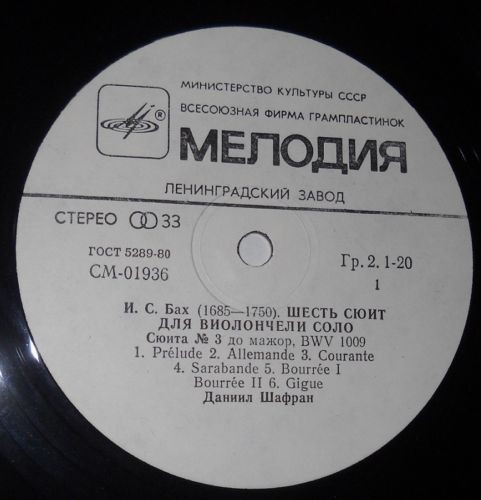 МИНИСТЕРСТВО КУЛЬТУРЫ СССР
ВСЕСОЮЗНАЯ ФИРМА ГРАМПЛАСТИНОК
®
МЕЛОДИЯ
ЛЕНИНГРАДСКИЙ ЗАВОД
СТЕРЕО 33
ГОСТ 5289-80
СМ-01936
Гр. 2. 1-20
1
И. С. Бах (1685—1750). ШЕСТЬ СЮИТ
ДЛЯ ВИОЛОНЧЕЛИ СОЛО
Сюита № 3 до мажор, BWV 1009
1. Prélude 2. Allemande 3. Courante
4. Sarabande 5. Bourrée I
Bourrée II 6. Gigue
Даниил Шафран